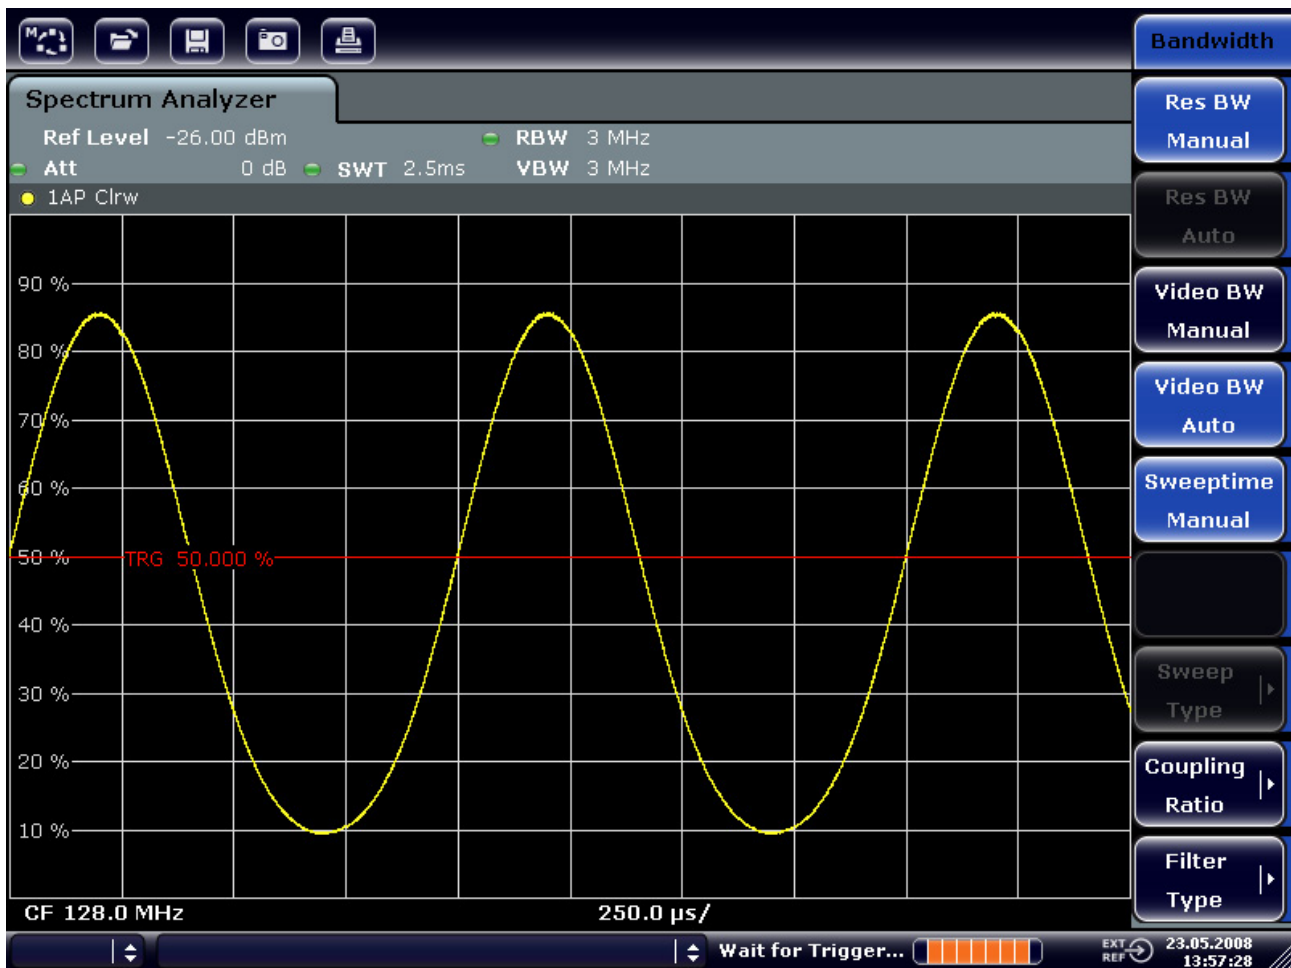 M
Bandwidth
Spectrum Analyzer
Ref Level -26.00 dBm RBW 3 MHz
Att 0 dB SWT 2.5ms VBW 3 MHz
1AP Clrw
90 %
80 %
70 %
60 %
50 %
TRG 50.000 %
40 %
30 %
20 %
10 %
CF 128.0 MHz 250.0 µs/
Res BW
Manual
Res BW
Auto
Video BW
Manual
Video BW
Auto
Sweeptime
Manual
Sweep
Type
Coupling
Ratio
Filter
Type
Wait for Trigger...
EXT
REF
23.05.2008
13:57:28